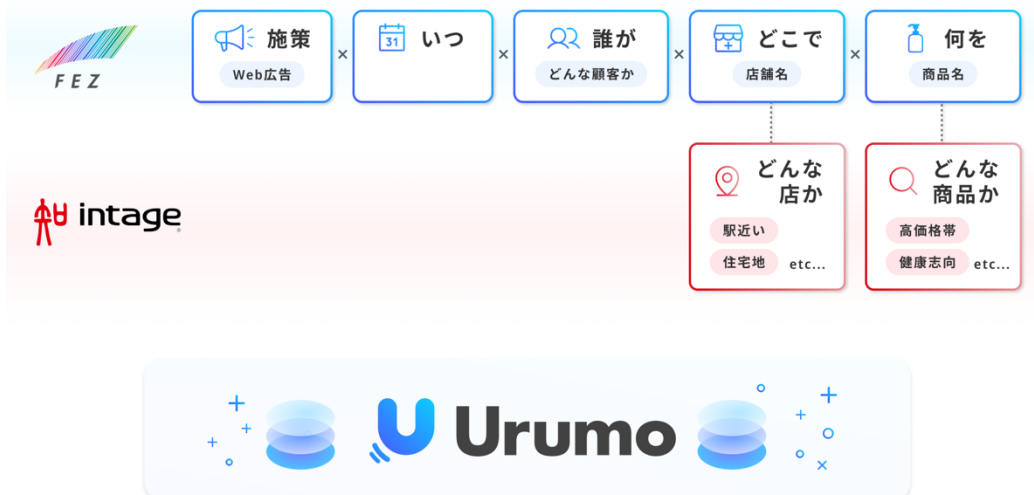 FEZ
施策
Web広告
×
31
いつ
×
誰が
どんな顧客か
×
どこで
店舗名
×
何を
商品名
intage
どんな
店か
駅近い
住宅地
etc...
どんな
商品か
高価格帯
健康志向
etc...
Urumo